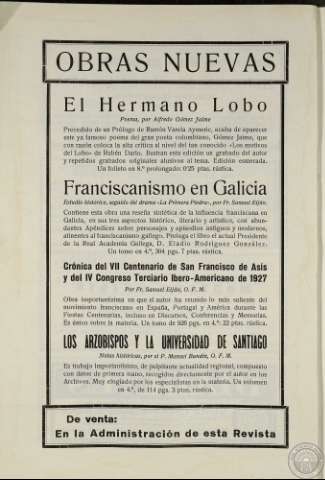 OBRAS NUEVAS
El Hermano Lobo
Poema, por Alfredo Gómez Jaime
Precedido de un Prólogo de Ramón Varela Aymeric, acaba de aparecer
este ya famoso poema del gran poeta colombiano, Gómez Jaime, que
con razón coloca la alta crítica al nivel del tan conocido «Los motivos
del Lobo» de Rubén Darío. Ilustran esta edición un grabado del autor
y repetidos grabados originales alusivos al tema. Edición esmerada.
Un folleto en 8.º prolongado: 0'25 ptas. rústica.
Franciscanismo en Galicia
Estudio histórico, seguido del drama «La Primera Piedra», por Fr. Samuel Eiján.
Contiene esta obra una reseña sintética de la influencia franciscana en
Galicia, en sus tres aspectos histórico, literario y artístico, con abun-
dantes Apéndices sobre personajes y episodios antiguos y modernos,
atinentes al franciscanismo gallego. Prologa el libro el actual Presidente
de la Real Academia Gallega, D. Eladio Rodríguez González.
Un tomo en 4.º, 304 pgs. 7 ptas. rústica.
Crónica del VII Centenario de San Francisco de Asis
y del IV Congreso Terciario Ibero-Americano de 1927
Por Fr. Samuel Eiján, O. F. M.
Obra importantísima en que el autor ha reunido lo más saliente del
movimiento franciscano en España, Portugal y América durante las
Fiestas Centenarias, incluso en Discursos, Conferencias y Memorias.
Es única sobre la materia. Un tomo de 926 pgs. en 4.º: 22 ptas. rústica.
LOS ARZOBISPOS Y LA UNIVERSIDAD DE SANTIAGO
Notas históricas, por el P. Manuel Bandín, O. F. M.
Es trabajo importantísimo, de palpitante actualidad regional, compuesto
con datos de primera mano, recogidos directamente por el autor en los
Archivos. Muy elogiado por los especialistas en la materia. Un volumen
en 4.º, de 114 pgs. 3 ptas. rústica.
De venta:
En la Administración de esta Revista